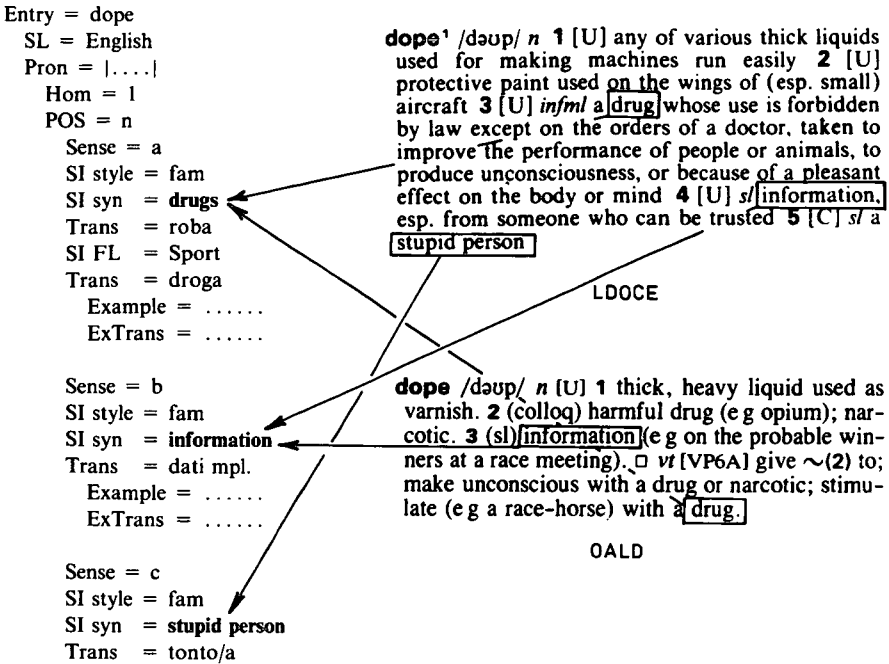 Entry = dope
SL = English
Pron = |....|
Hom = 1
POS = n
Sense = a
SI style = fam
SI syn = drugs
Trans = roba
SI FL = Sport
Trans = droga
Example = ......
ExTrans = ......
Sense = b
SI style = fam
SI syn = information
Trans = dati mpl.
Example = ......
ExTrans = ......
Sense = c
SI style = fam
SI syn = stupid person
Trans = tonto/a
dope¹ /dəʊp/ n 1 [U] any of various thick liquids
used for making machines run easily 2 [U]
protective paint used on the wings of (esp. small)
aircraft 3 [U] infml a drug whose use is forbidden
by law except on the orders of a doctor, taken to
improve the performance of people or animals, to
produce unconsciousness, or because of a pleasant
effect on the body or mind 4 [U] sl information,
esp. from someone who can be trusted 5 [C] sl a
stupid person
LDOCE
dope /dəʊp/ n [U] 1 thick, heavy liquid used as
varnish. 2 (colloq) harmful drug (e g opium); nar-
cotic. 3 (sl) information (e g on the probable win-
ners at a race meeting). □ vt [VP6A] give ~(2) to;
make unconscious with a drug or narcotic; stimu-
late (e g a race-horse) with a drug.
OALD